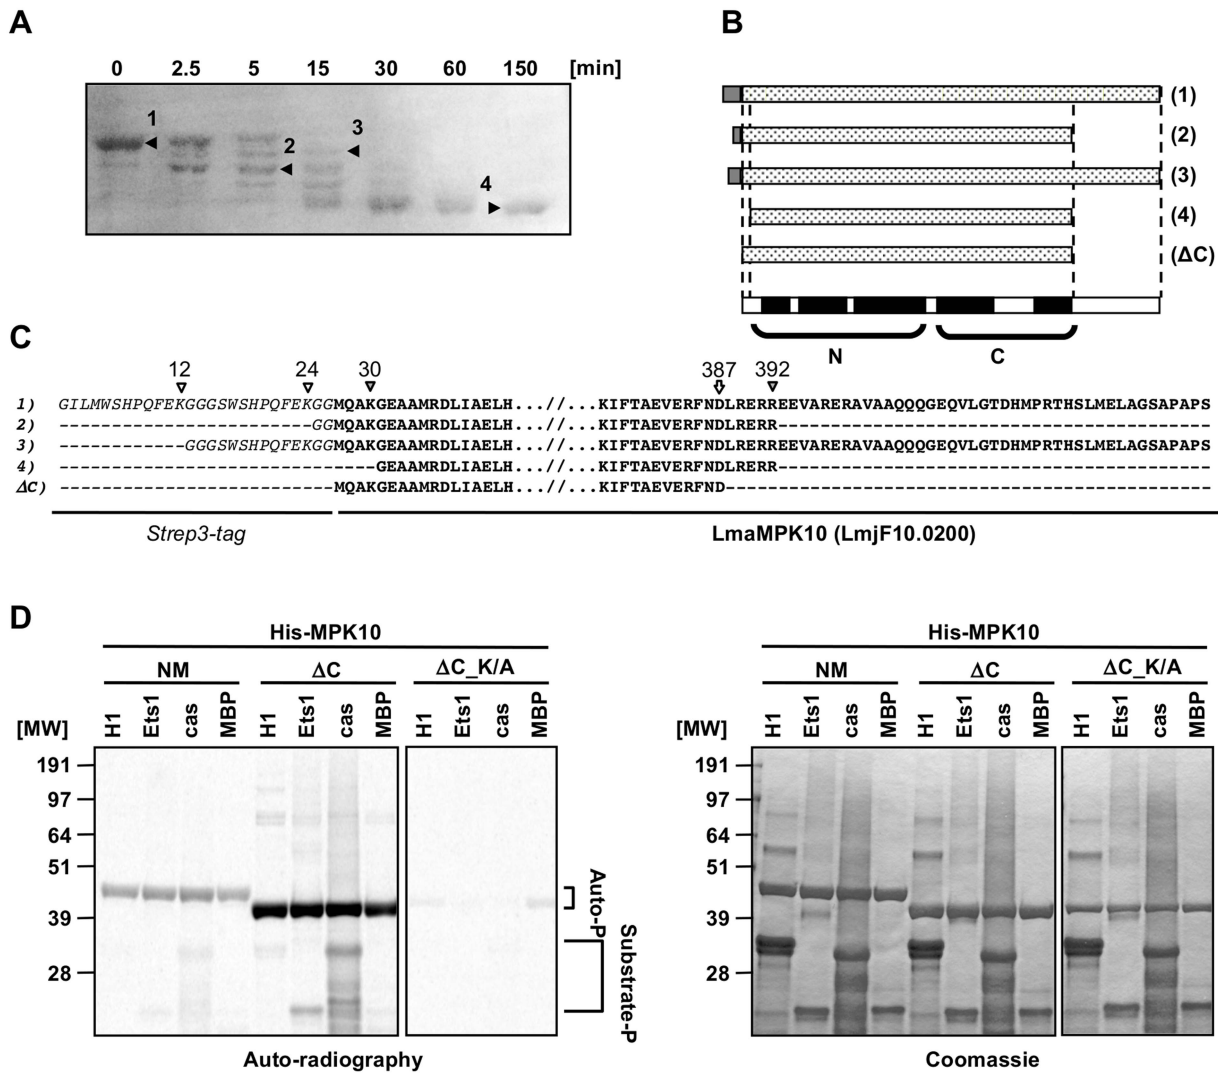 A
0 2.5 5 15 30 60 150 [min]
1
2
3
4
B
(1)
(2)
(3)
(4)
(ΔC)
N C
C
12 24 30 387 392
1) GILMWSHPQFEKGGGSWSHPQFEKGGMQAKGEAAMRDLIAELH...//...KIFTAEVERFNDLRERREEVARERAVAAQQQGEQVLGTDHMPRTHSLMELAGSAPAPS
2) --------------------------GGMQAKGEAAMRDLIAELH...//...KIFTAEVERFNDLRERR-----------------------------------------
3) ------------GGGSWSHPQFEKGGMQAKGEAAMRDLIAELH...//...KIFTAEVERFNDLRERREEVARERAVAAQQQGEQVLGTDHMPRTHSLMELAGSAPAPS
4) ------------------------------GEAAMRDLIAELH...//...KIFTAEVERFNDLRERR-----------------------------------------
ΔC) --------------------------MQAKGEAAMRDLIAELH...//...KIFTAEVERFND----------------------------------------------
Strep3-tag LmaMPK10 (LmjF10.0200)
D
His-MPK10
NM ΔC ΔC_K/A
[MW] H1 Ets1 cas MBP H1 Ets1 cas MBP H1 Ets1 cas MBP
191
97
64
51
39
28
Auto-P
Substrate-P
Auto-radiography
His-MPK10
NM ΔC ΔC_K/A
[MW] H1 Ets1 cas MBP H1 Ets1 cas MBP H1 Ets1 cas MBP
191
97
64
51
39
28
Coomassie